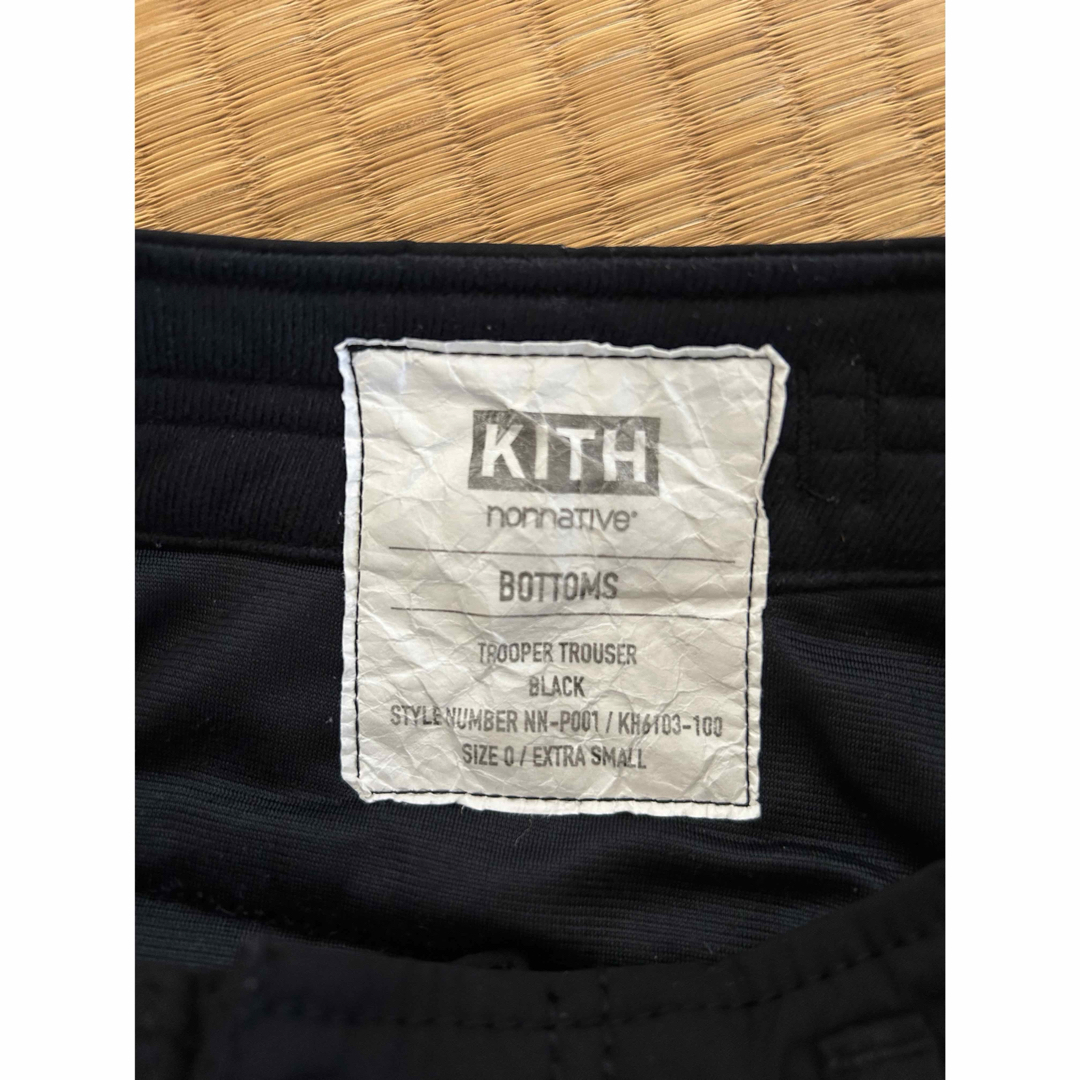 KITH
nonnative®
BOTTOMS
TROOPER TROUSER
BLACK
STYLE NUMBER NN-P001 / KH6103-100
SIZE 0 / EXTRA SMALL